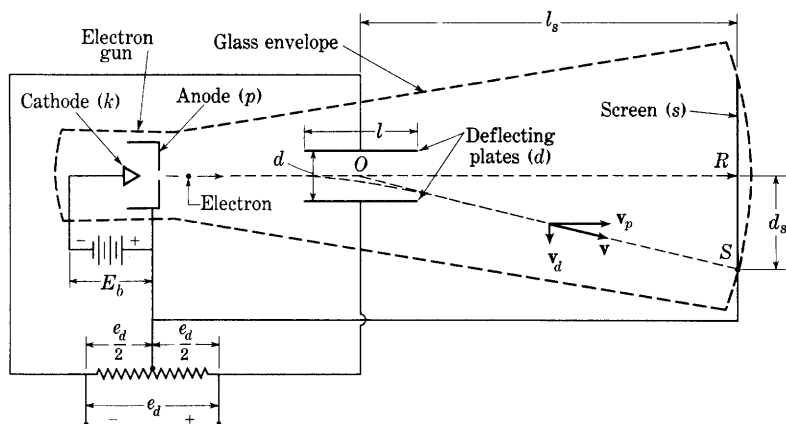 l_s
Electron
gun
Glass envelope
Cathode (k)
Anode (p)
Screen (s)
l
Deflecting
plates (d)
d
O
R
Electron
d_s
v_p
v_d
v
S
− +
E_b
e_d/2
e_d/2
e_d
− +